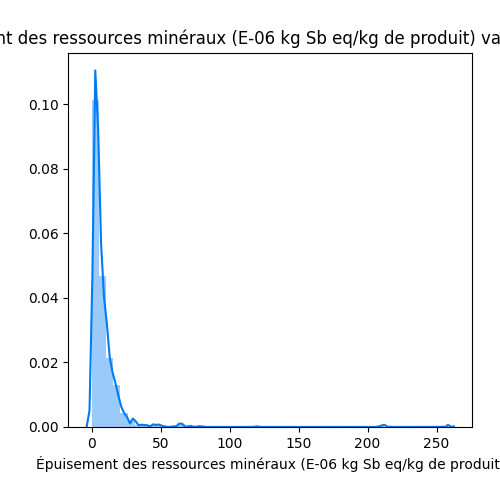 nt des ressources minéraux (E-06 kg Sb eq/kg de produit) va
0.10
0.08
0.06
0.04
0.02
0.00
0 50 100 150 200 250
Épuisement des ressources minéraux (E-06 kg Sb eq/kg de produit